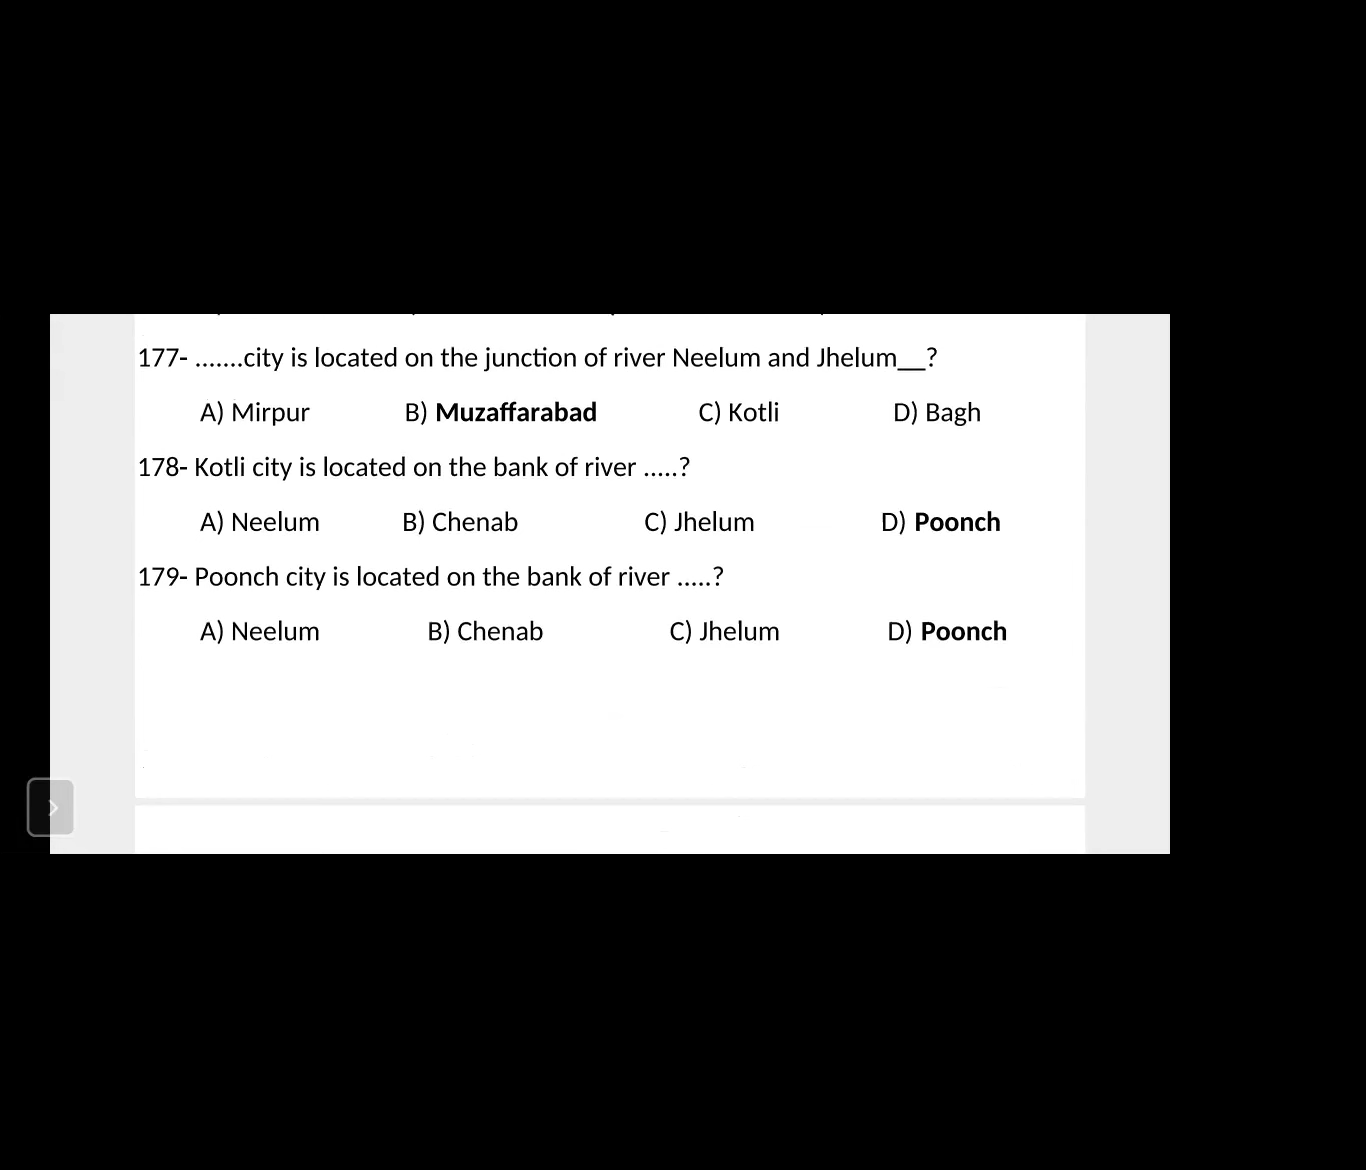 177- .......city is located on the junction of river Neelum and Jhelum__?
A) Mirpur B) Muzaffarabad C) Kotli D) Bagh
178- Kotli city is located on the bank of river .....?
A) Neelum B) Chenab C) Jhelum D) Poonch
179- Poonch city is located on the bank of river .....?
A) Neelum B) Chenab C) Jhelum D) Poonch